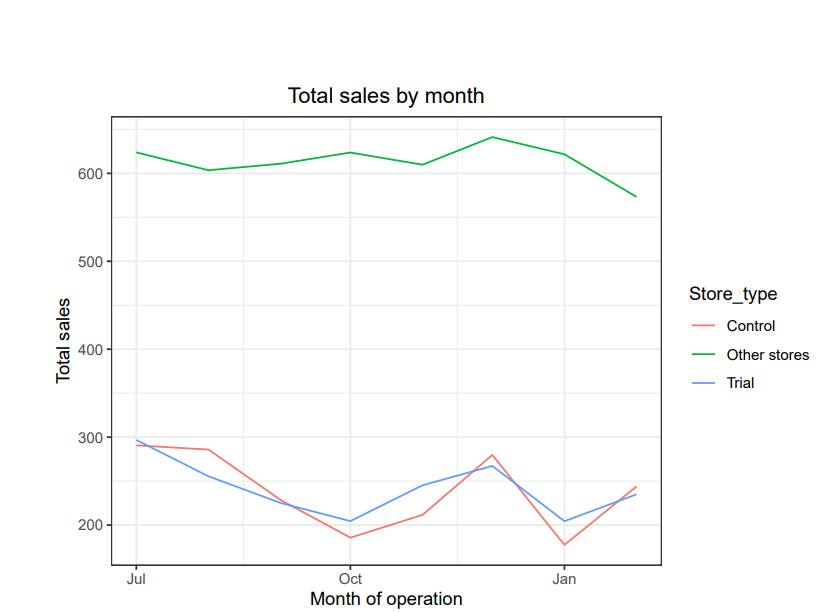 Total sales by month
600
500
400
300
200
Total sales
Jul
Oct
Jan
Month of operation
Store_type
Control
Other stores
Trial